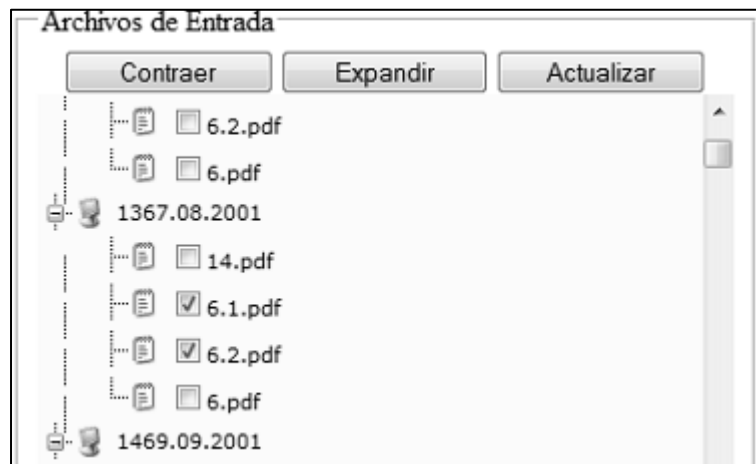 Archivos de Entrada
Contraer Expandir Actualizar
6.2.pdf
6.pdf
1367.08.2001
14.pdf
6.1.pdf
6.2.pdf
6.pdf
1469.09.2001